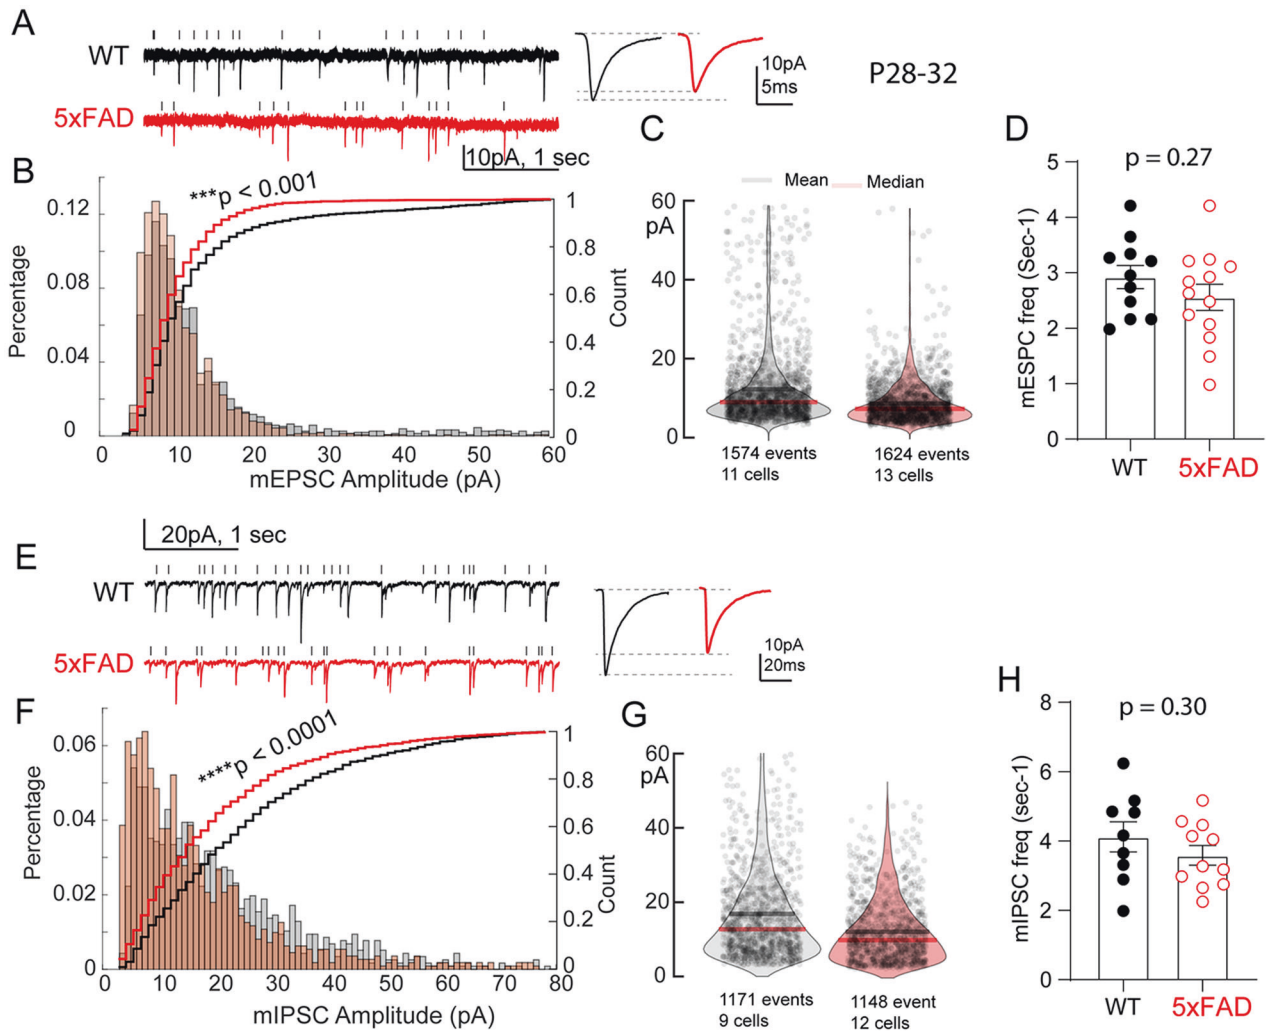 A
WT
5xFAD
10pA, 1 sec
10pA
5ms
P28-32
B
***p < 0.001
Percentage
0.12
0.08
0.04
0
1
0.8
0.6
0.4
0.2
0
Count
0 10 20 30 40 50 60
mEPSC Amplitude (pA)
C
Mean Median
60
pA
40
20
0
1574 events
11 cells
1624 events
13 cells
D
p = 0.27
mESPC freq (Sec-1)
5
4
3
2
1
0
WT 5xFAD
20pA, 1 sec
E
WT
5xFAD
10pA
20ms
F
****p < 0.0001
Percentage
0.06
0.04
0.02
0
1
0.8
0.6
0.4
0.2
0
Count
0 10 20 30 40 50 60 70 80
mIPSC Amplitude (pA)
G
60
pA
40
20
0
1171 events
9 cells
1148 event
12 cells
H
p = 0.30
mIPSC freq (sec-1)
8
6
4
2
0
WT 5xFAD